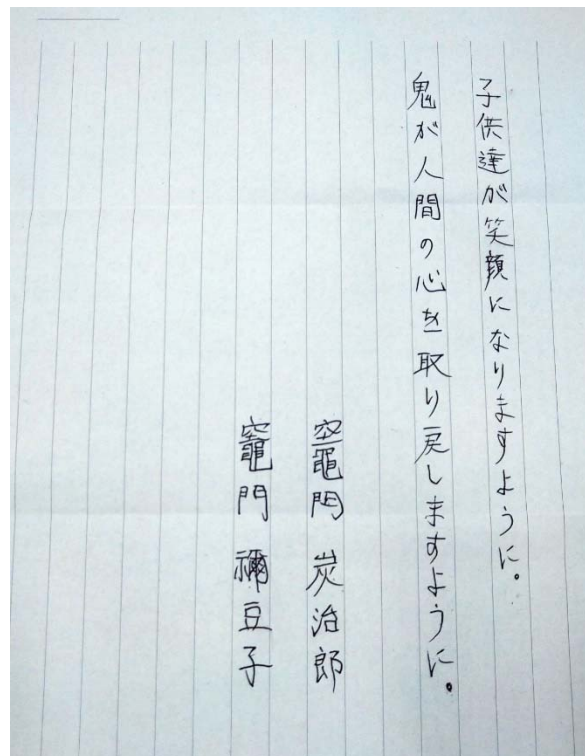 子供達が笑顔になりますように。
鬼が人間の心を取り戻しますように。
竈門 炭治郎
竈門 禰豆子